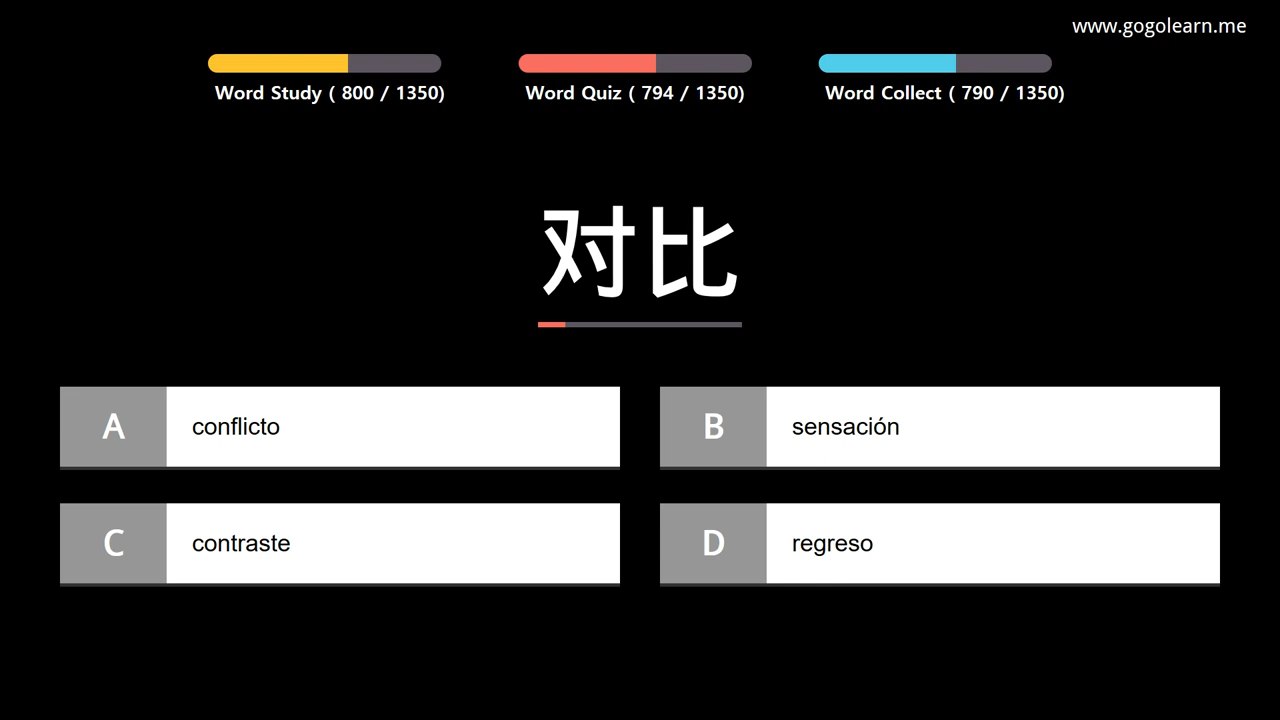 www.gogolearn.me
Word Study ( 800 / 1350)
Word Quiz ( 794 / 1350)
Word Collect ( 790 / 1350)
对比
A conflicto
B sensación
C contraste
D regreso